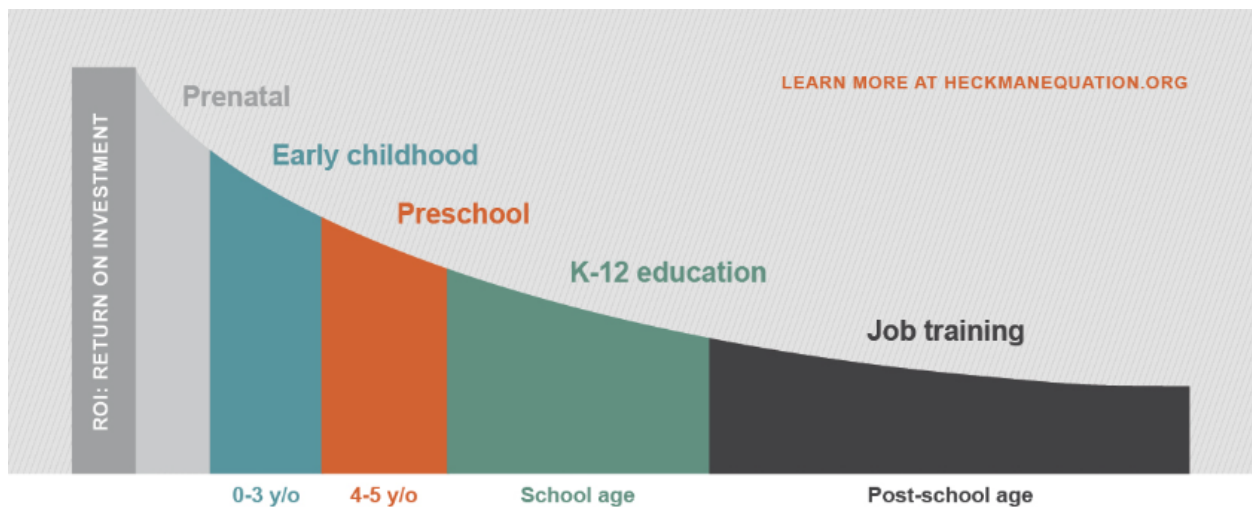 LEARN MORE AT HECKMANEQUATION.ORG
ROI: RETURN ON INVESTMENT
Prenatal
Early childhood
Preschool
K-12 education
Job training
0-3 y/o
4-5 y/o
School age
Post-school age